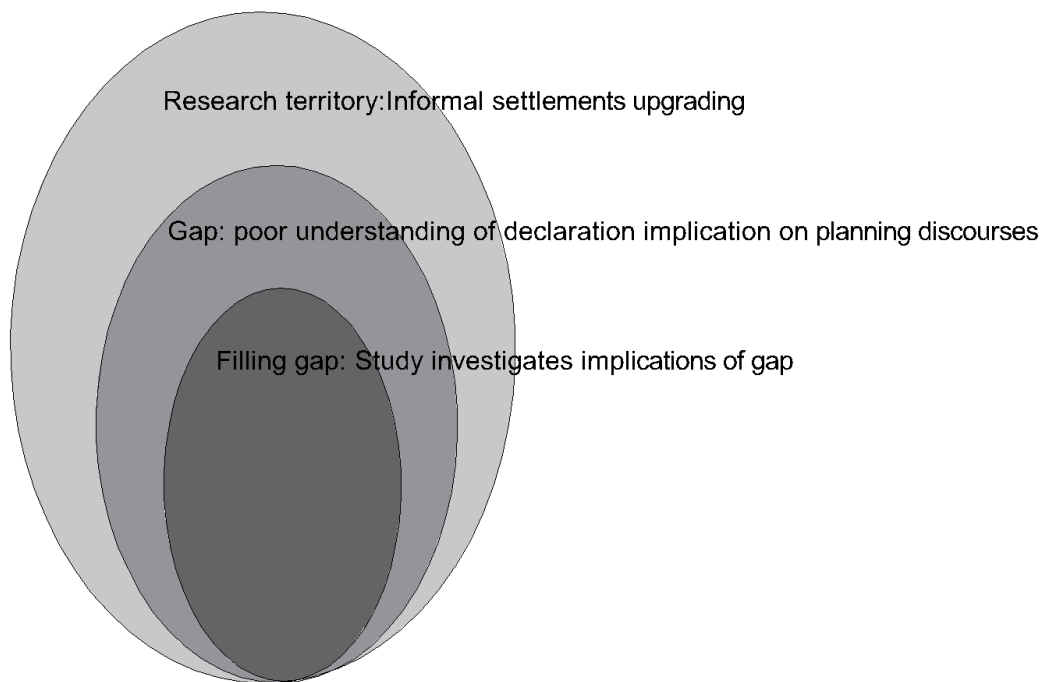 Research territory:Informal settlements upgrading
Gap: poor understanding of declaration implication on planning discourses
Filling gap: Study investigates implications of gap